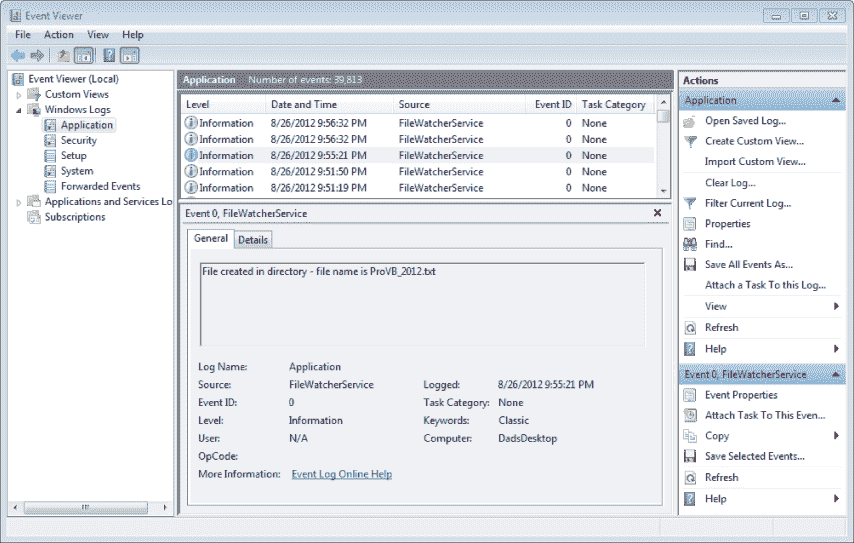 Event Viewer
File Action View Help
Event Viewer (Local)
Custom Views
Windows Logs
Application
Security
Setup
System
Forwarded Events
Applications and Services Lo
Subscriptions
Application Number of events: 39,813
Level Date and Time Source Event ID Task Category
Information 8/26/2012 9:56:32 PM FileWatcherService 0 None
Information 8/26/2012 9:56:32 PM FileWatcherService 0 None
Information 8/26/2012 9:55:21 PM FileWatcherService 0 None
Information 8/26/2012 9:51:50 PM FileWatcherService 0 None
Information 8/26/2012 9:51:19 PM FileWatcherService 0 None
Event 0, FileWatcherService
General Details
File created in directory - file name is ProVB_2012.txt
Log Name: Application
Source: FileWatcherService Logged: 8/26/2012 9:55:21 PM
Event ID: 0 Task Category: None
Level: Information Keywords: Classic
User: N/A Computer: DadsDesktop
OpCode:
More Information: Event Log Online Help
Actions
Application
Open Saved Log...
Create Custom View...
Import Custom View...
Clear Log...
Filter Current Log...
Properties
Find...
Save All Events As...
Attach a Task To this Log...
View
Refresh
Help
Event 0, FileWatcherService
Event Properties
Attach Task To This Even...
Copy
Save Selected Events...
Refresh
Help